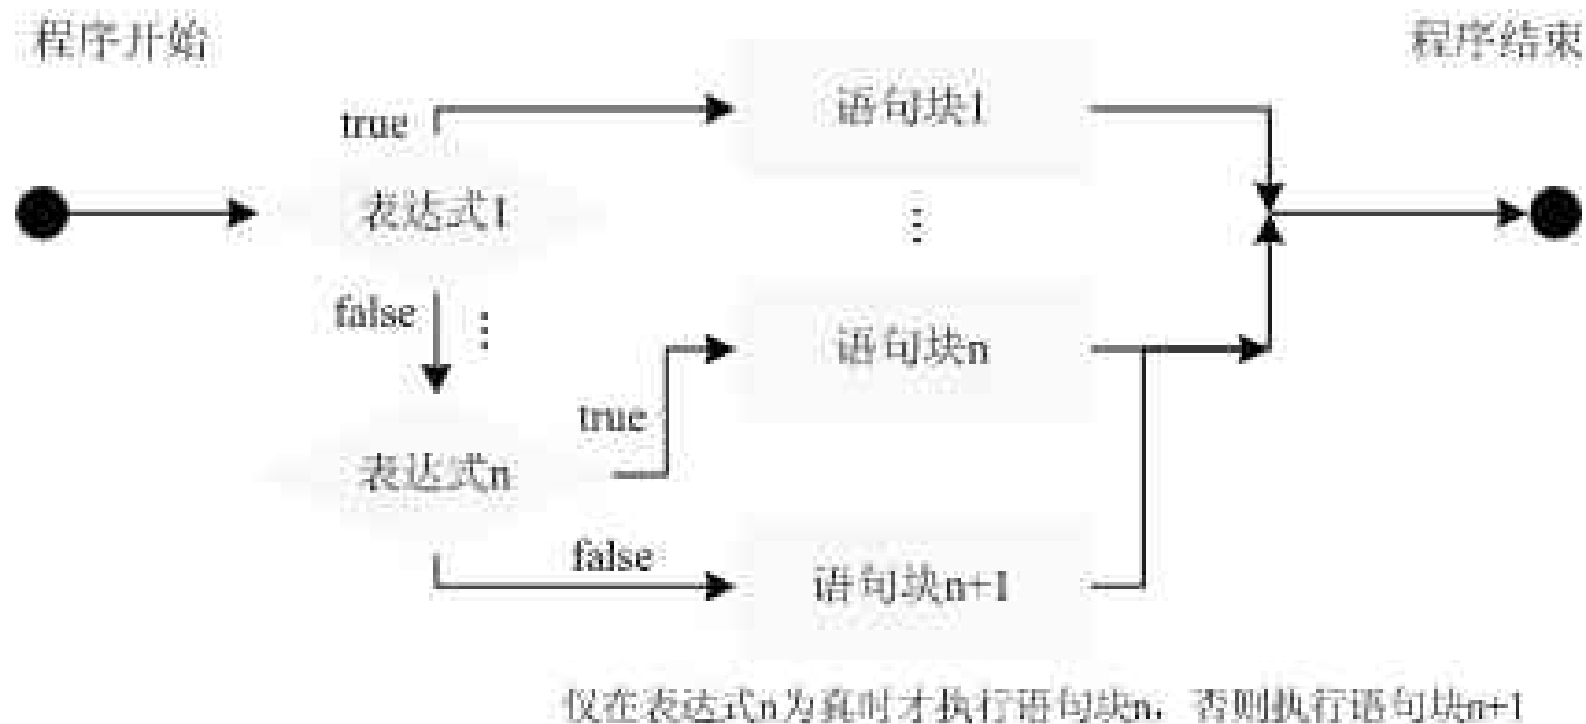 程序开始
程序结束
true
语句块1
表达式1
⋮
false
⋮
语句块n
true
表达式n
false
语句块n+1
仅在表达式n为真时才执行语句块n，否则执行语句块n+1